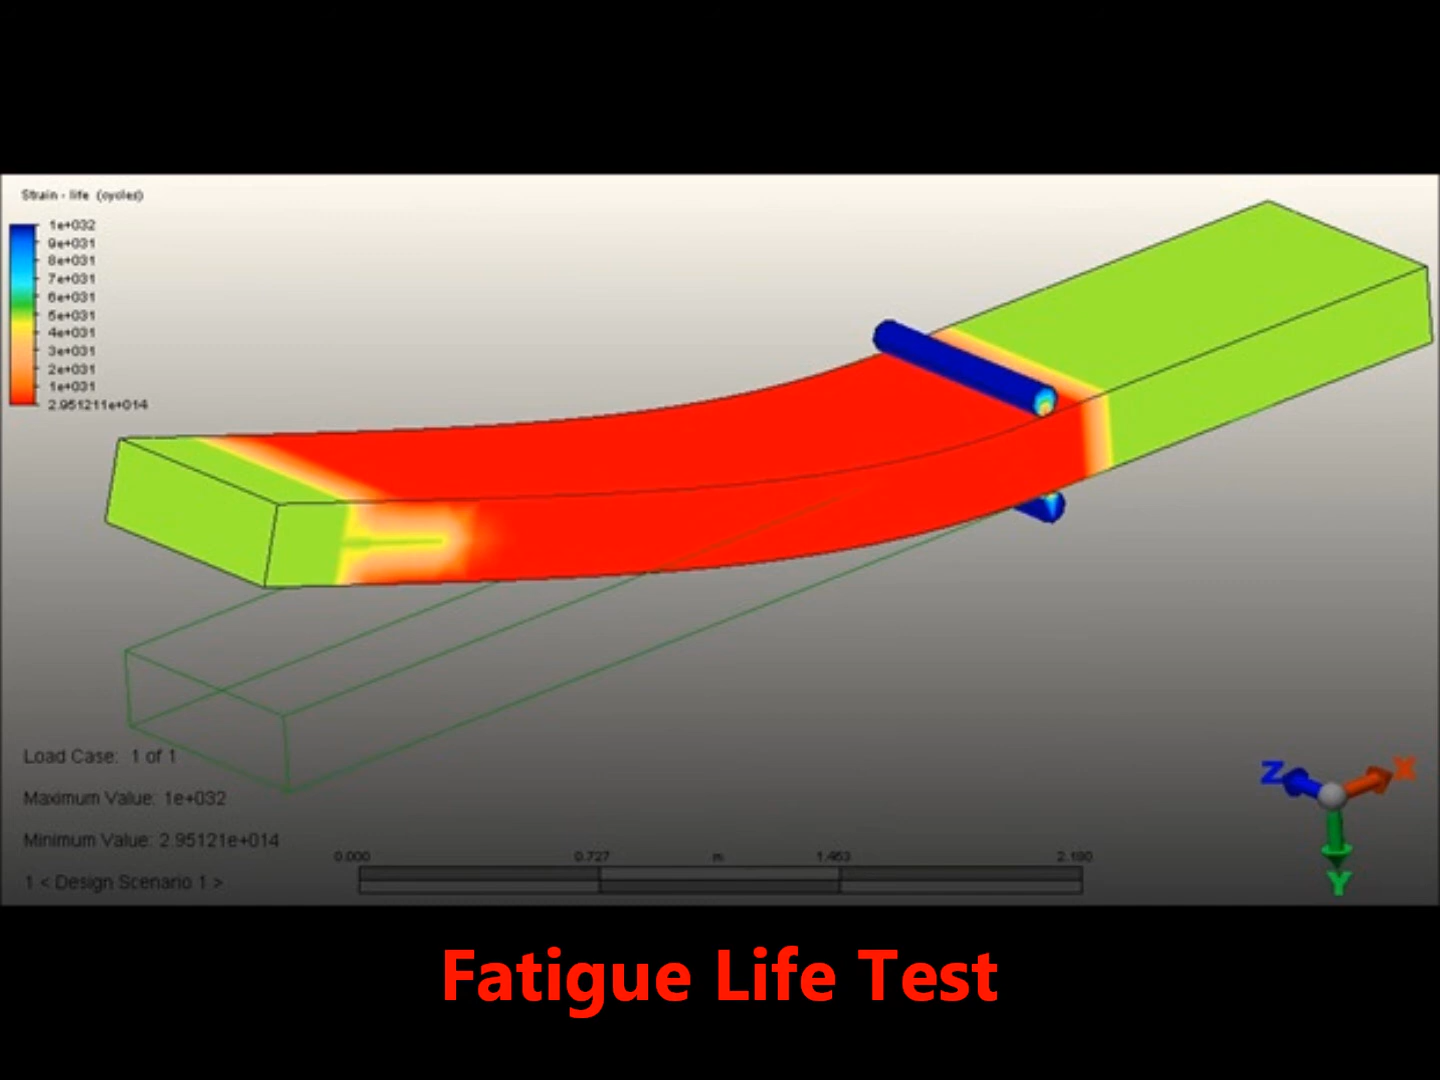 Strain - life (cycles)
1e+032
9e+031
8e+031
7e+031
6e+031
5e+031
4e+031
3e+031
2e+031
1e+031
2.951211e+014
Load Case: 1 of 1
Maximum Value: 1e+032
Minimum Value: 2.95121e+014
1 < Design Scenario 1 >
0.000 0.727 m 1.453 2.180
Z X
Y
Fatigue Life Test